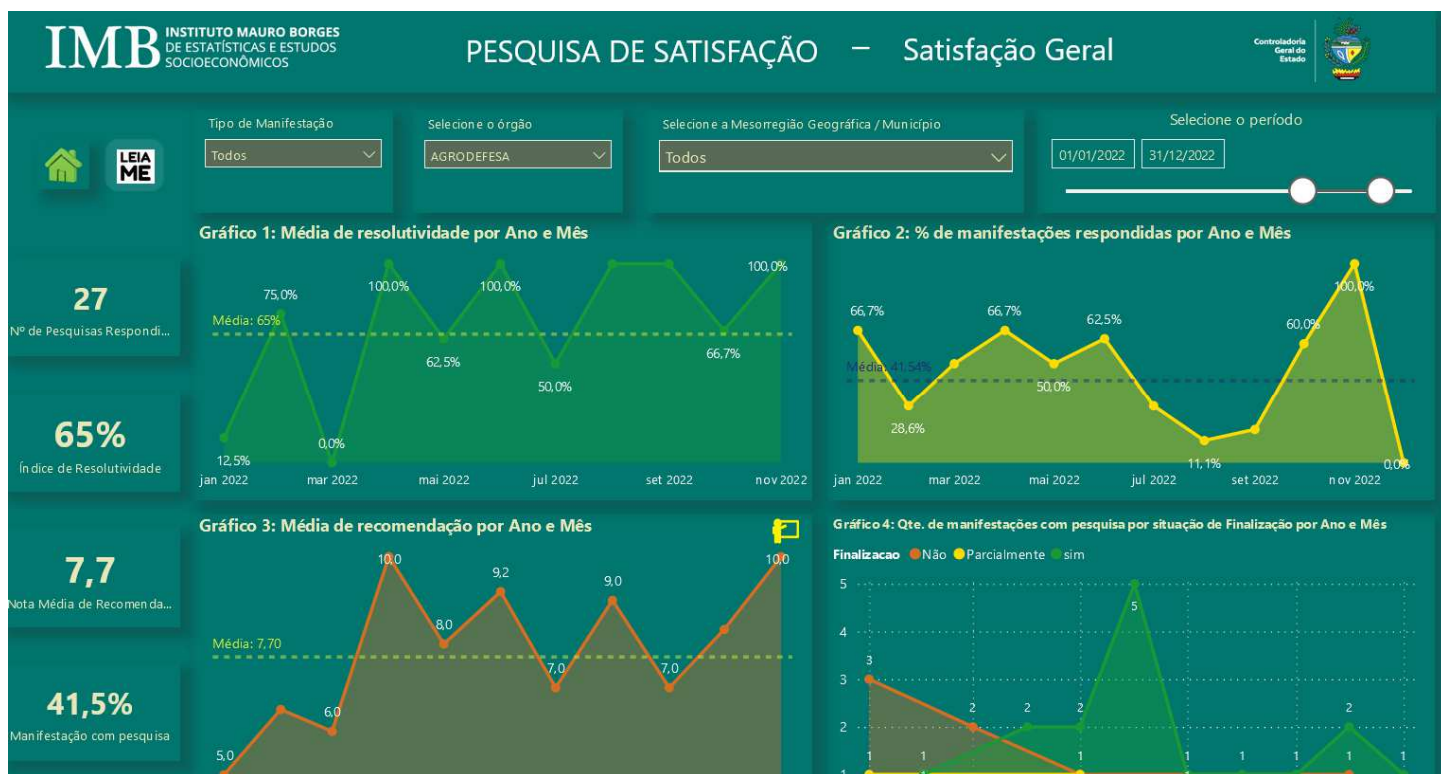 IMB INSTITUTO MAURO BORGES
DE ESTATÍSTICAS E ESTUDOS
SOCIOECONÔMICOS
PESQUISA DE SATISFAÇÃO – Satisfação Geral
Controladoria
Geral do
Estado
LEIA
ME
Tipo de Manifestação
Todos
Selecione o órgão
AGRODEFESA
Selecione a Mesorregião Geográfica / Município
Todos
Selecione o período
01/01/2022 31/12/2022
27
Nº de Pesquisas Respondi...
65%
Índice de Resolutividade
7,7
Nota Média de Recomenda...
41,5%
Manifestação com pesquisa
Gráfico 1: Média de resolutividade por Ano e Mês
100,0%
75,0% 100,0% 100,0%
Média: 65%
62,5% 66,7%
50,0%
0,0%
12,5%
jan 2022 mar 2022 mai 2022 jul 2022 set 2022 nov 2022
Gráfico 2: % de manifestações respondidas por Ano e Mês
100,0%
66,7% 66,7% 62,5% 60,0%
Média: 41,54%
50,0%
28,6%
11,1% 0,0%
jan 2022 mar 2022 mai 2022 jul 2022 set 2022 nov 2022
Gráfico 3: Média de recomendação por Ano e Mês
10,0 9,2 9,0 10,0
8,0
Média: 7,70
7,0 7,0
6,0
5,0
Gráfico 4: Qte. de manifestações com pesquisa por situação de Finalização por Ano e Mês
Finalizacao Não Parcialmente sim
5
5
4
3 3
2 2 2 2
2
1 1 1 1 1 1 1 1
1